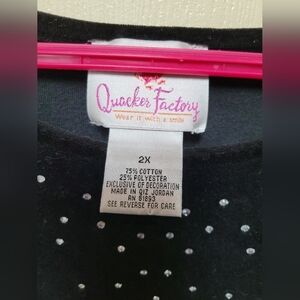 Quacker Factory
Wear it with a smile
2X
75% COTTON
25% POLYESTER
EXCLUSIVE OF DECORATION
MADE IN QIZ JORDAN
RN 81893
SEE REVERSE FOR CARE